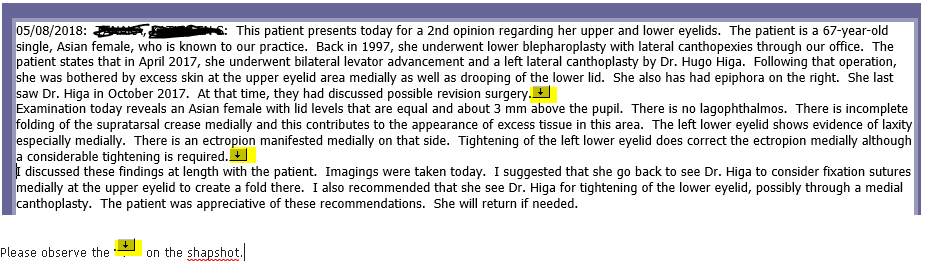 05/08/2018: : This patient presents today for a 2nd opinion regarding her upper and lower eyelids. The patient is a 67-year-old
single, Asian female, who is known to our practice. Back in 1997, she underwent lower blepharoplasty with lateral canthopexies through our office. The
patient states that in April 2017, she underwent bilateral levator advancement and a left lateral canthoplasty by Dr. Hugo Higa. Following that operation,
she was bothered by excess skin at the upper eyelid area medially as well as drooping of the lower lid. She also has had epiphora on the right. She last
saw Dr. Higa in October 2017. At that time, they had discussed possible revision surgery.
Examination today reveals an Asian female with lid levels that are equal and about 3 mm above the pupil. There is no lagophthalmos. There is incomplete
folding of the supratarsal crease medially and this contributes to the appearance of excess tissue in this area. The left lower eyelid shows evidence of laxity
especially medially. There is an ectropion manifested medially on that side. Tightening of the left lower eyelid does correct the ectropion medially although
a considerable tightening is required.
I discussed these findings at length with the patient. Imagings were taken today. I suggested that she go back to see Dr. Higa to consider fixation sutures
medially at the upper eyelid to create a fold there. I also recommended that she see Dr. Higa for tightening of the lower eyelid, possibly through a medial
canthoplasty. The patient was appreciative of these recommendations. She will return if needed.
Please observe the on the shapshot.